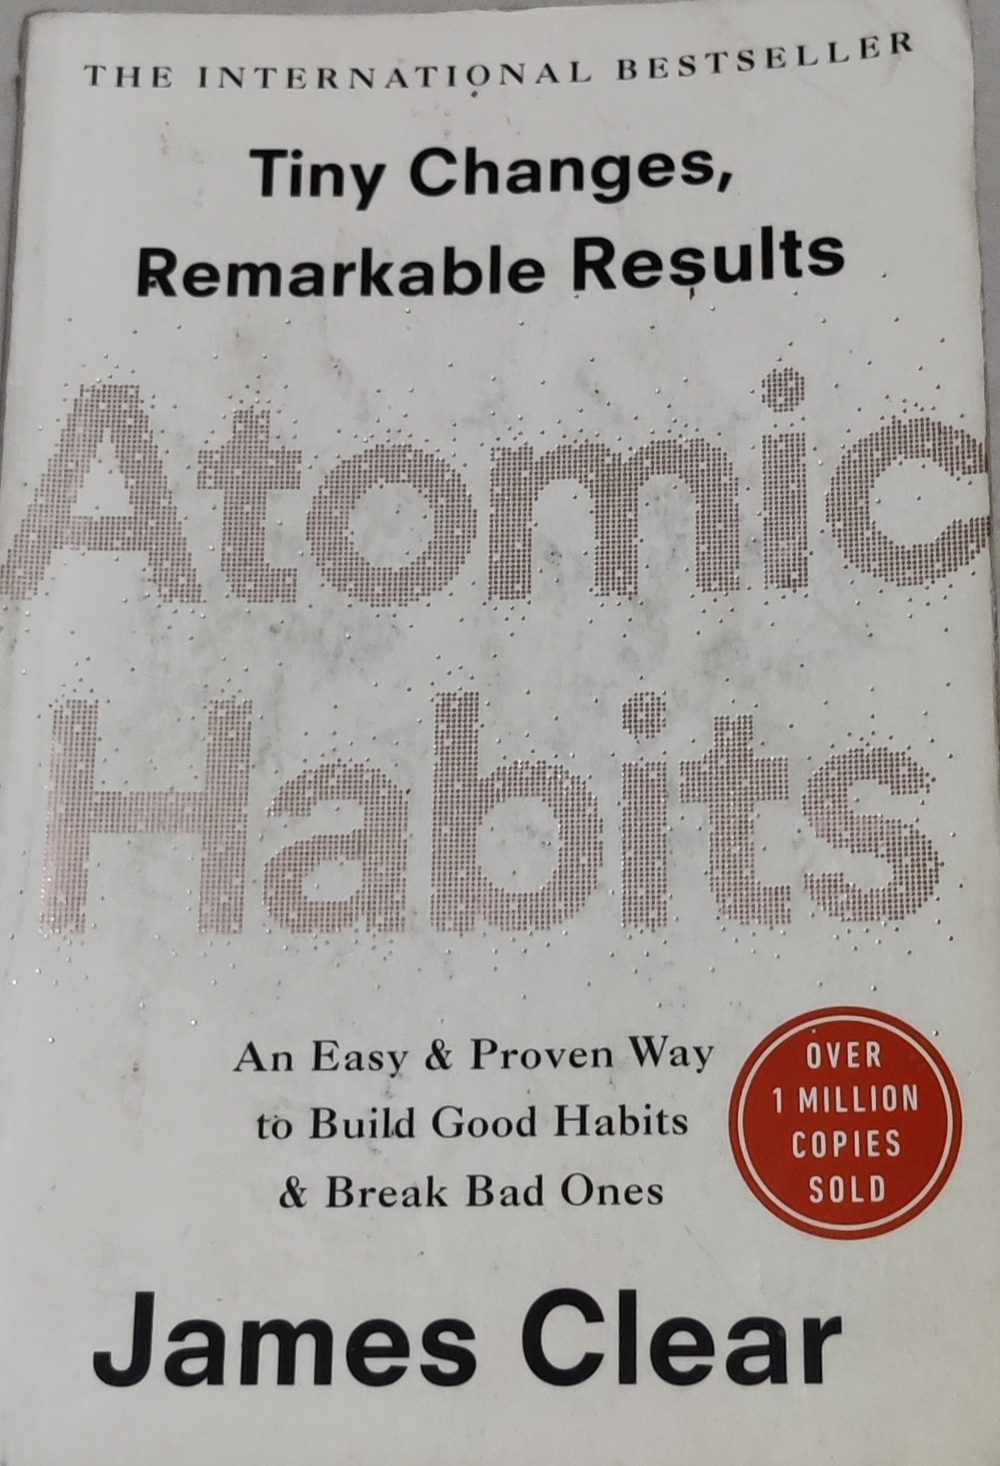 THE INTERNATIONAL BESTSELLER
Tiny Changes,
Remarkable Results
Atomic
Habits
An Easy & Proven Way
to Build Good Habits
& Break Bad Ones
OVER
1 MILLION
COPIES
SOLD
James Clear